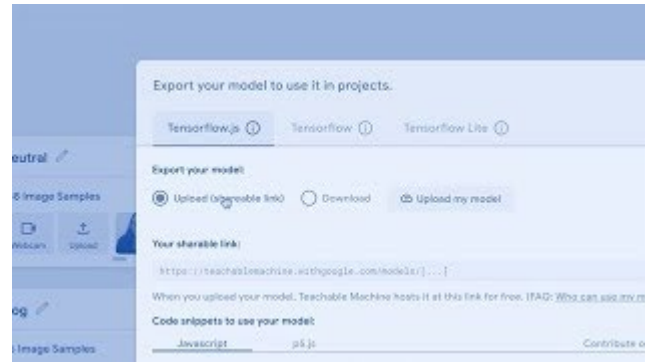 Export your model to use it in projects.
Tensorflow.js Tensorflow Tensorflow Lite
eutral
Export your model:
8 Image Samples
Upload (shareable link) Download Upload my model
Webcam Upload
Your sharable link:
https://teachablemachine.withgoogle.com/models/[...]
When you upload your model, Teachable Machine hosts it at this link for free. (FAQ: Who can use my m
og
Code snippets to use your model:
Javascript p5.js Contribute o
Image Samples